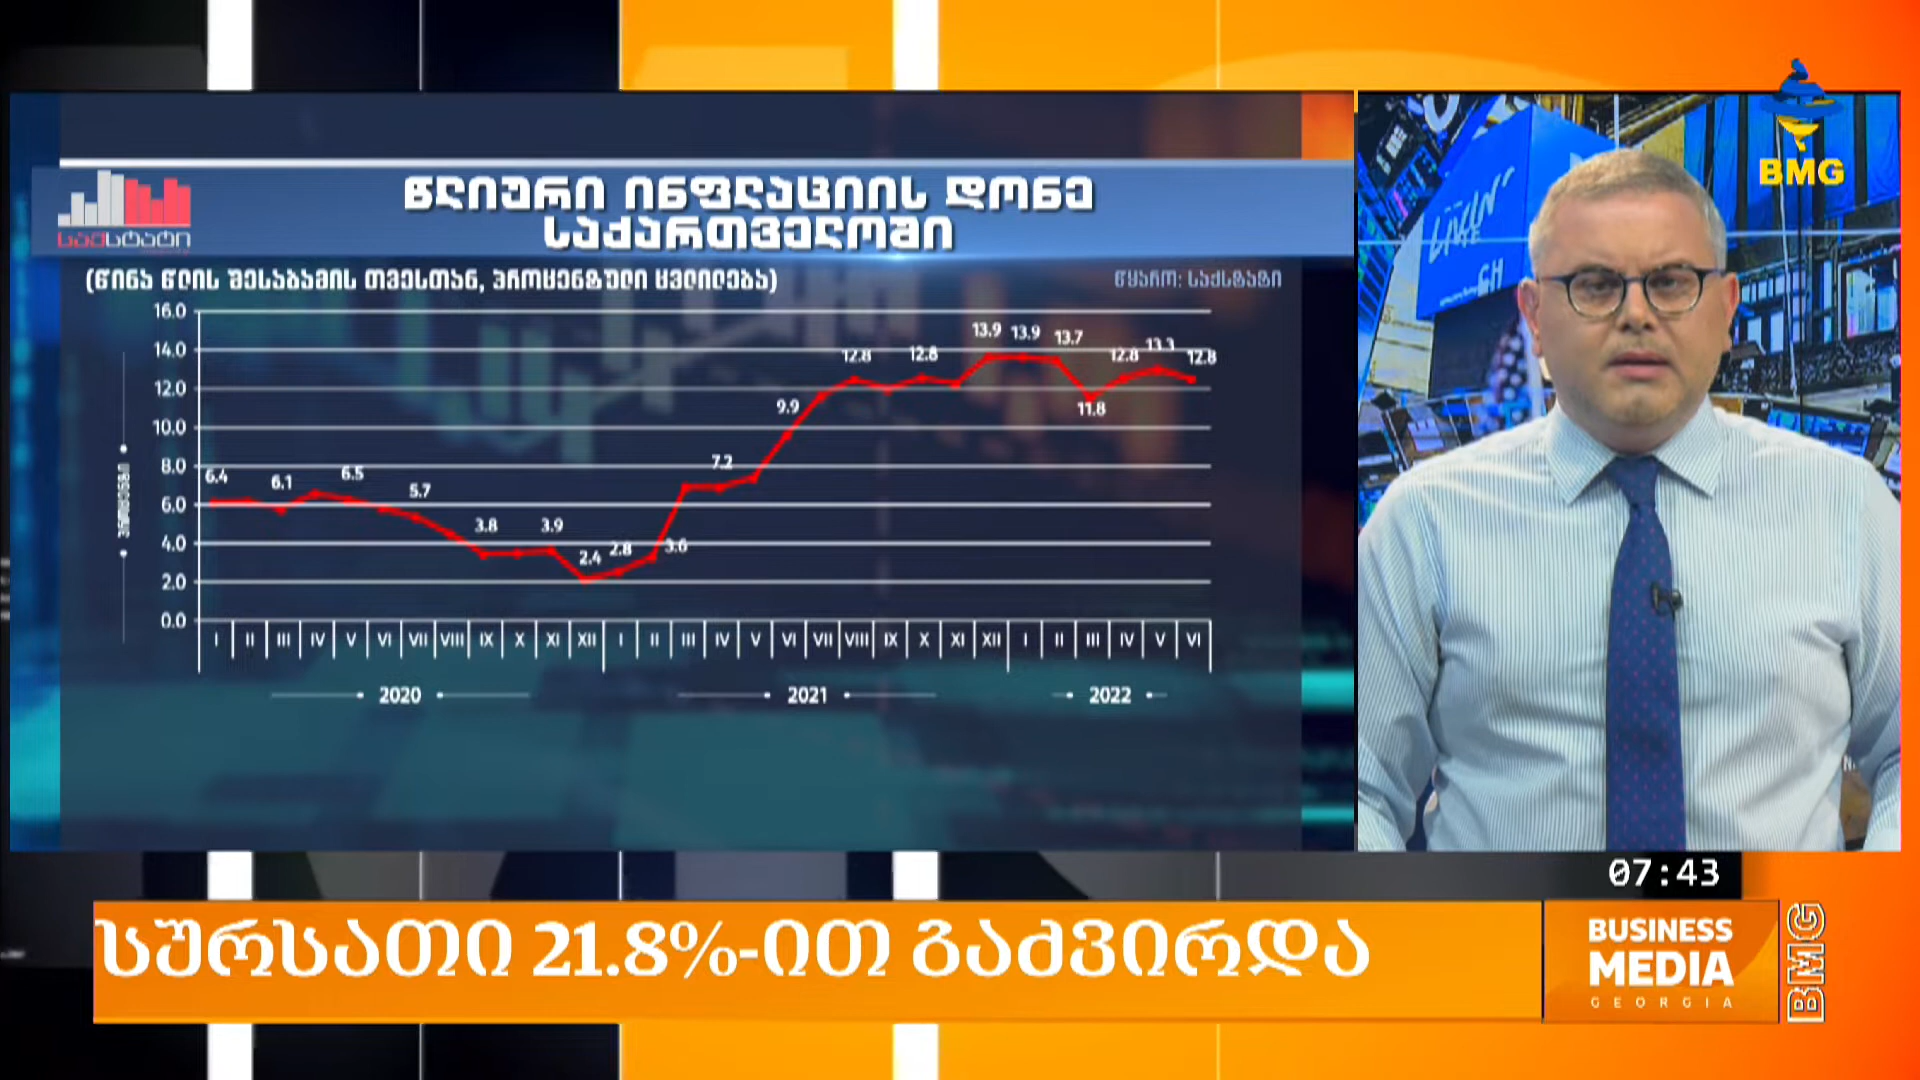 BMG
წლიური ინფლაციის დონე
საქართველოში
საქსტატი
(წინა წლის შესაბამის თვესთან, პროცენტული ცვლილება)
წყარო: საქსტატი
პროცენტი
16.0
14.0
12.0
10.0
8.0
6.0
4.0
2.0
0.0
6.4 6.1 6.5 5.7 3.8 3.9 2.4 2.8 3.6 7.2 9.9 12.8 12.8 13.9 13.9 13.7 11.8 12.8 13.3 12.8
I II III IV V VI VII VIII IX X XI XII I II III IV V VI VII VIII IX X XI XII I II III IV V VI
2020 2021 2022
LIVIN'
07:43
სურსათი 21.8%-ით გაძვირდა
BUSINESS
MEDIA
GEORGIA
BMG